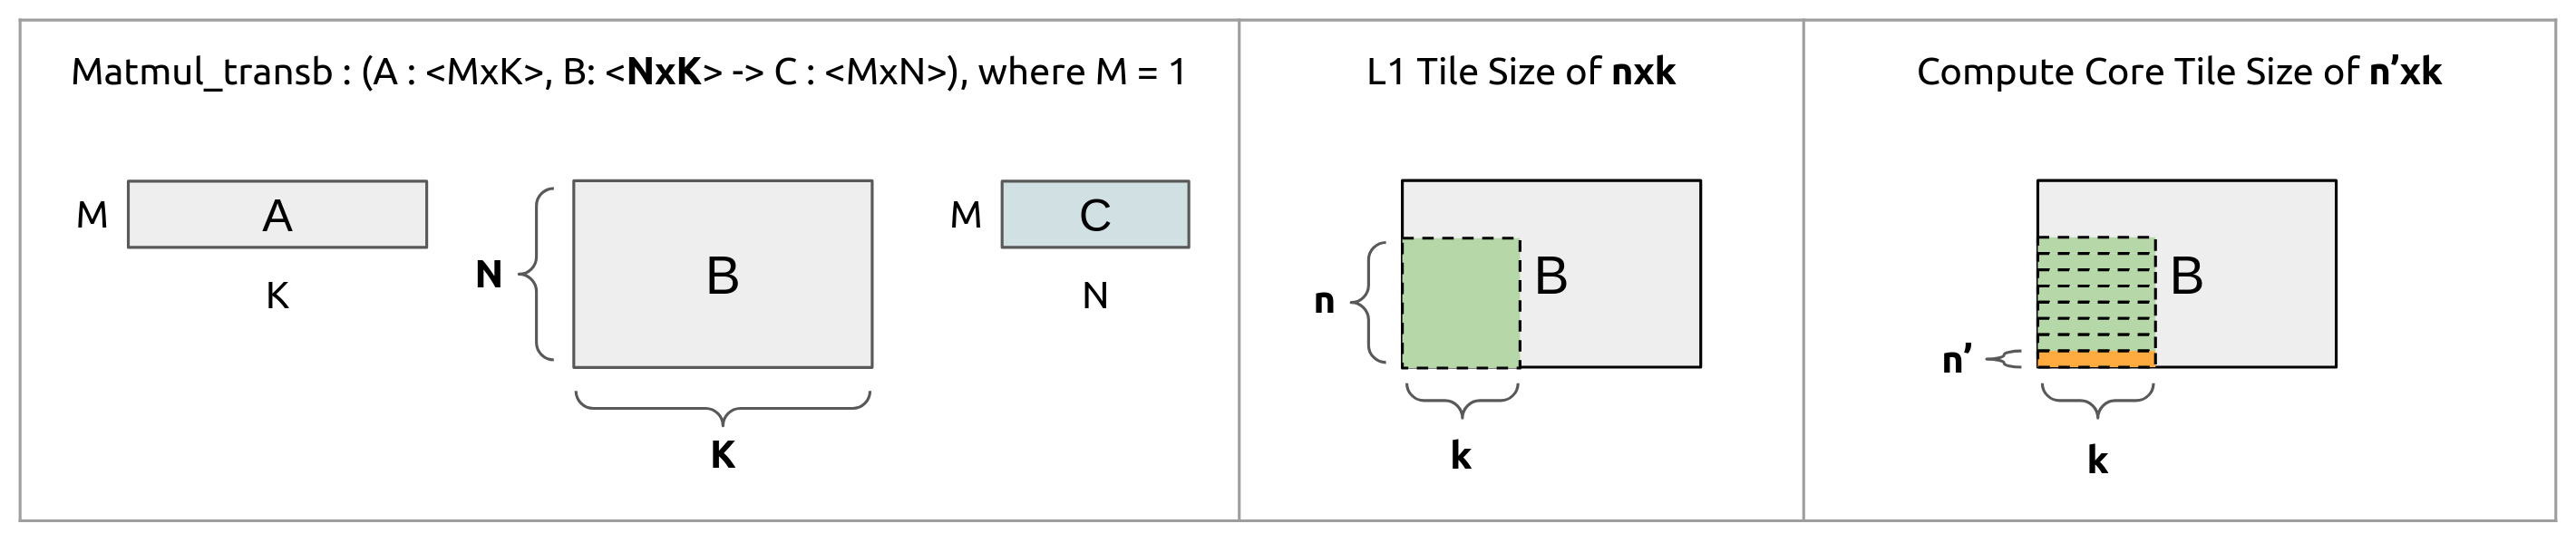 Matmul_transb : (A : <MxK>, B: <NxK> -> C : <MxN>), where M = 1
M
A
K
N
B
K
M
C
N
L1 Tile Size of nxk
B
n
k
Compute Core Tile Size of n’xk
B
n’
k